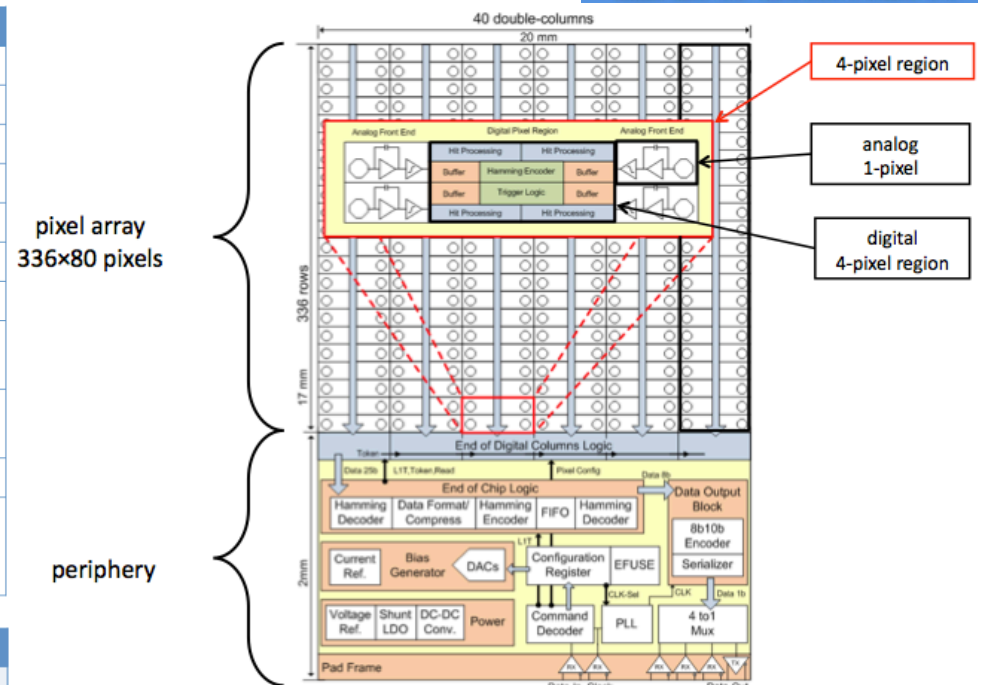 40 double-columns
20 mm
4-pixel region
Analog Front End
Digital Pixel Region
Analog Front End
Hit Processing
Hit Processing
Buffer
Hamming Encoder
Buffer
Buffer
Trigger Logic
Buffer
Hit Processing
Hit Processing
analog
1-pixel
digital
4-pixel region
pixel array
336×80 pixels
336 rows
17 mm
End of Digital Columns Logic
Token
Data 25b
L1T,Token,Read
Pixel Config
Data 8b
End of Chip Logic
Hamming
Decoder
Data Format/
Compress
Hamming
Encoder
FIFO
Hamming
Decoder
Data Output
Block
8b10b
Encoder
Serializer
L1T
periphery
2mm
Current
Ref.
Bias
Generator
DACs
Configuration
Register
EFUSE
CLK-Sel
CLK
Data 1b
Voltage
Ref.
Shunt
LDO
DC-DC
Conv.
Power
Command
Decoder
PLL
4 to1
Mux
Pad Frame
RX
RX
RX
RX
RX
TX